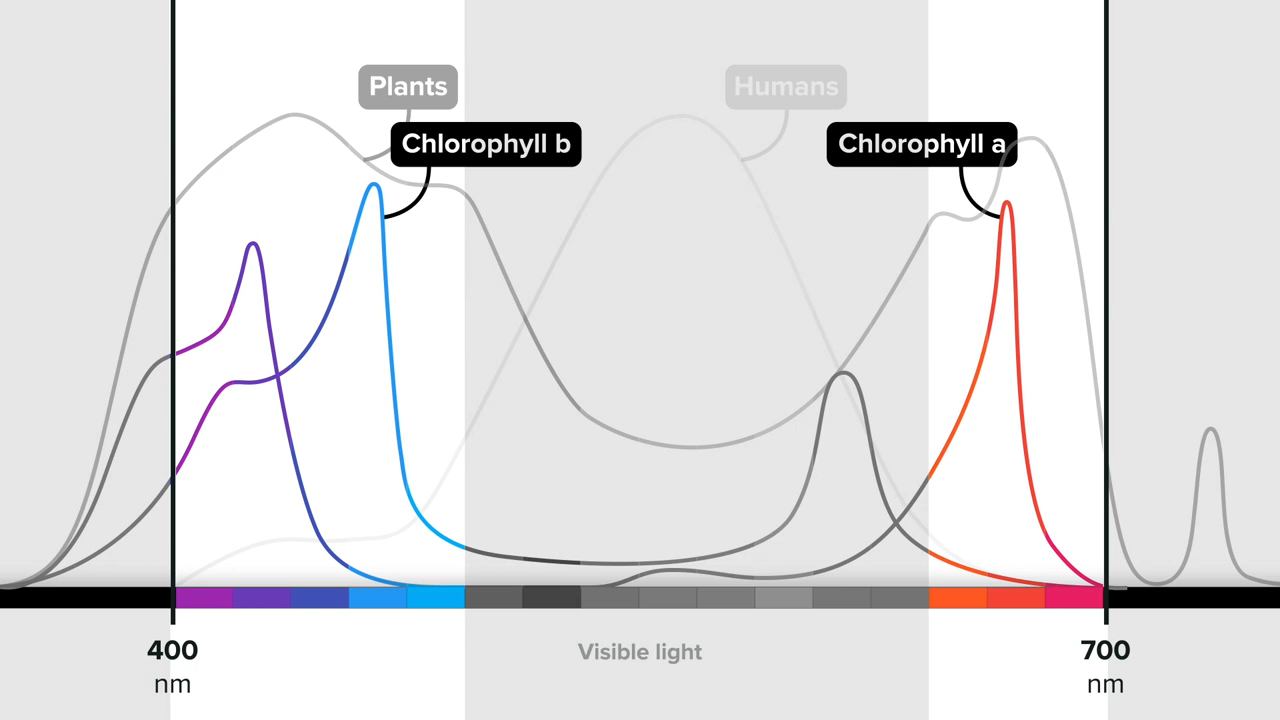 Plants
Humans
Chlorophyll b
Chlorophyll a
400
nm
Visible light
700
nm